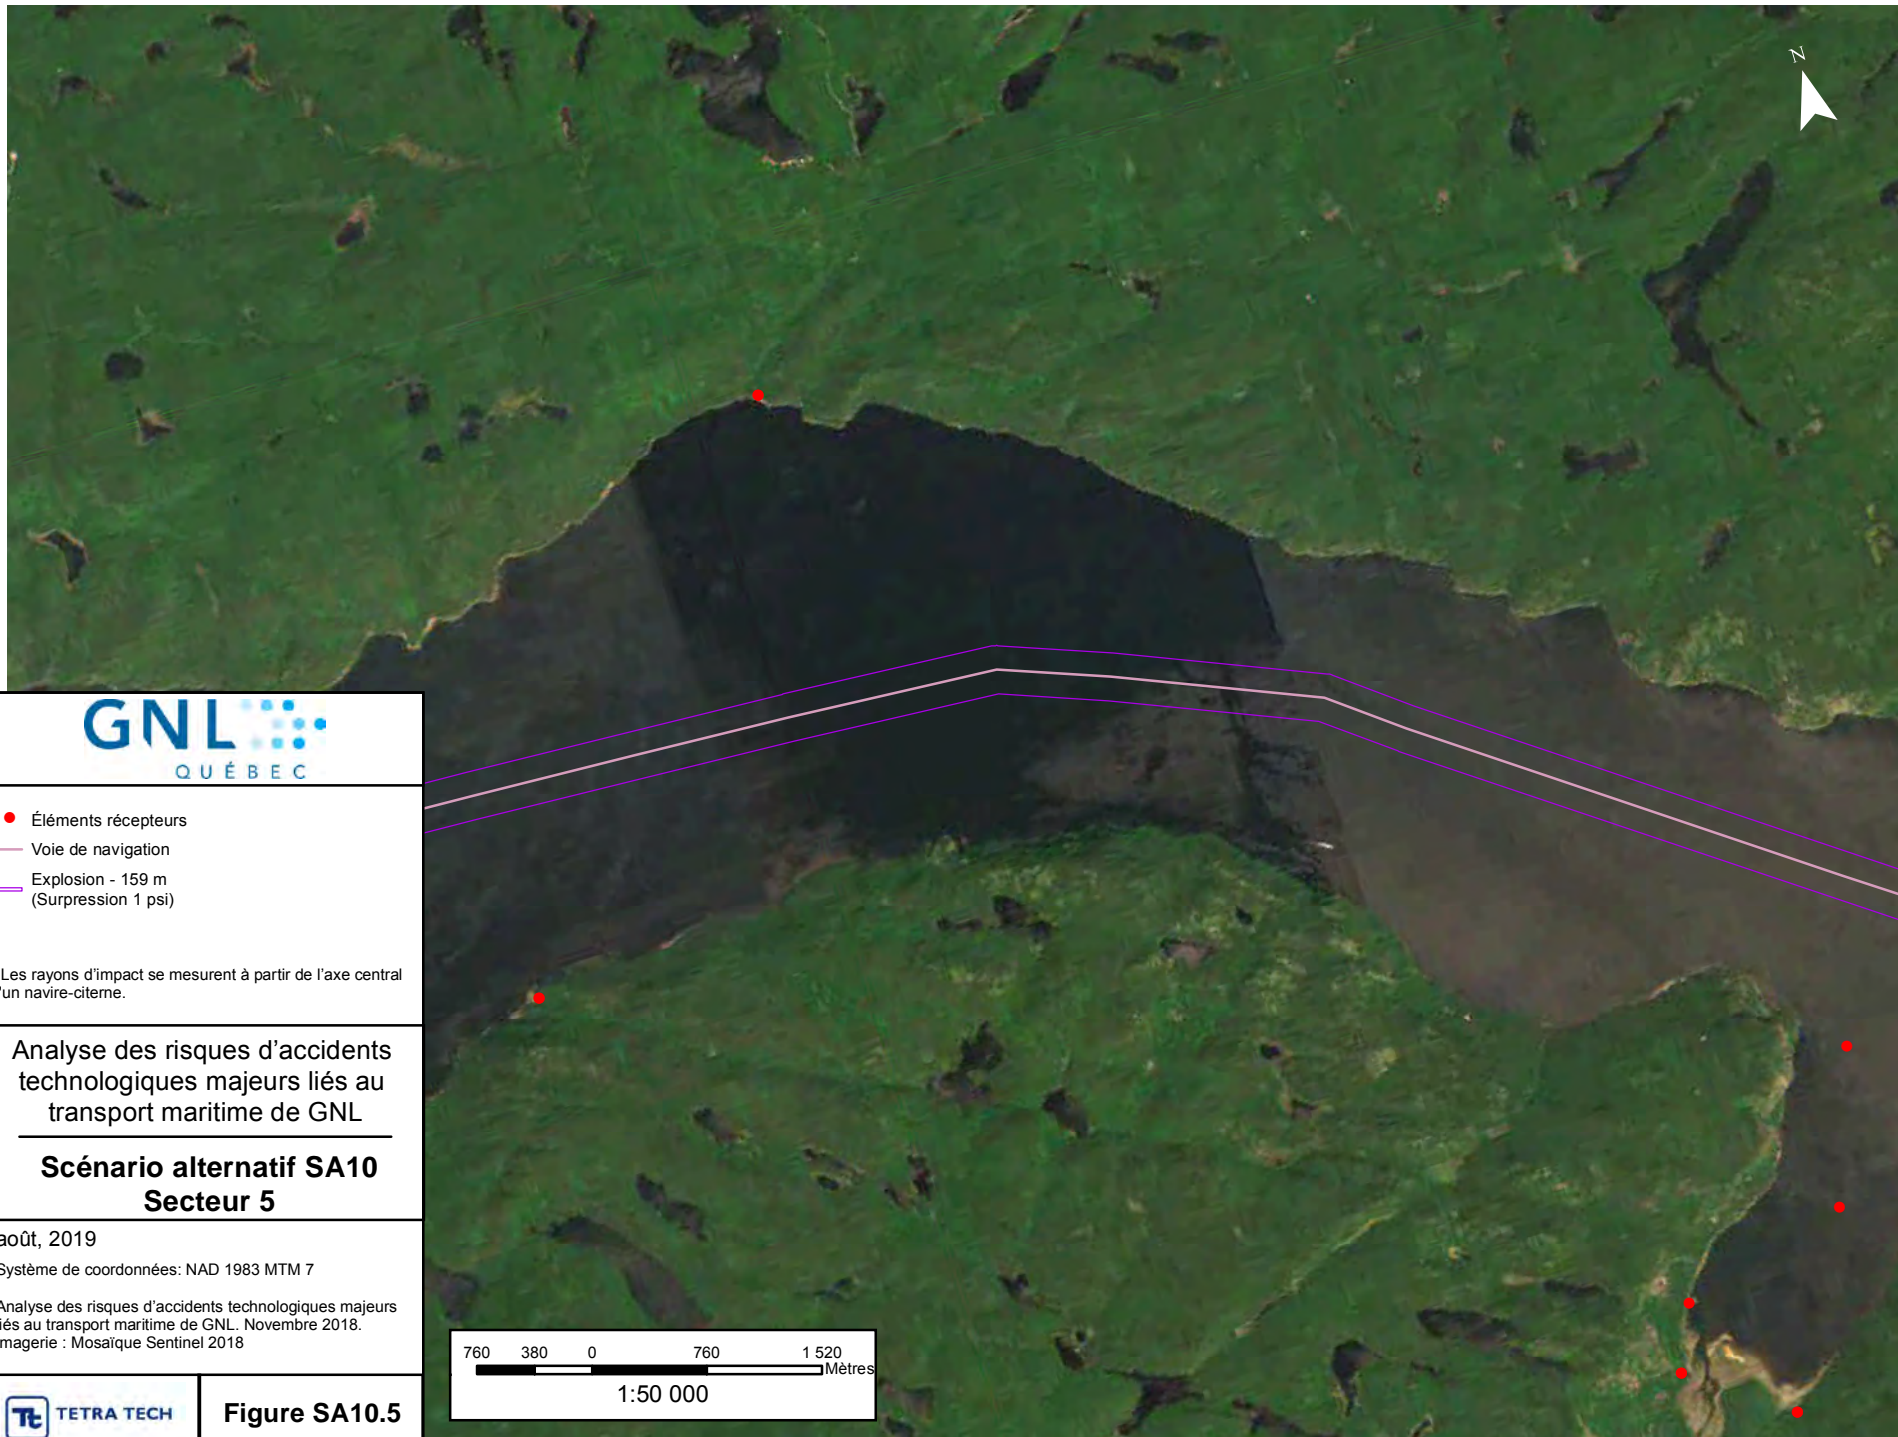 N
GNL
QUÉBEC
Éléments récepteurs
Voie de navigation
Explosion - 159 m
(Surpression 1 psi)
Les rayons d'impact se mesurent à partir de l'axe central
'un navire-citerne.
Analyse des risques d'accidents
technologiques majeurs liés au
transport maritime de GNL
Scénario alternatif SA10
Secteur 5
août, 2019
Système de coordonnées: NAD 1983 MTM 7
Analyse des risques d'accidents technologiques majeurs
iés au transport maritime de GNL. Novembre 2018.
magerie : Mosaïque Sentinel 2018
Tt TETRA TECH
Figure SA10.5
760 380 0 760 1 520
Mètres
1:50 000